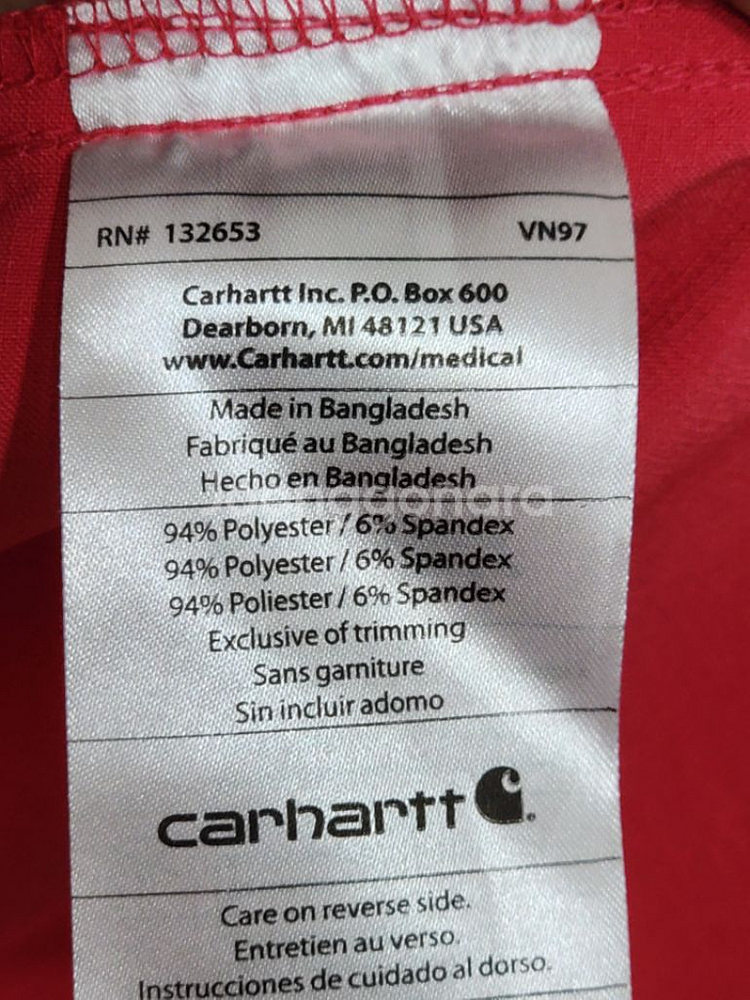 RN# 132653 VN97
Carhartt Inc. P.O. Box 600
Dearborn, MI 48121 USA
www.Carhartt.com/medical
Made in Bangladesh
Fabriqué au Bangladesh
Hecho en Bangladesh
94% Polyester / 6% Spandex
94% Polyester / 6% Spandex
94% Poliester / 6% Spandex
Exclusive of trimming
Sans garniture
Sin incluir adorno
carhartt
Care on reverse side.
Entretien au verso.
Instrucciones de cuidado al dorso.